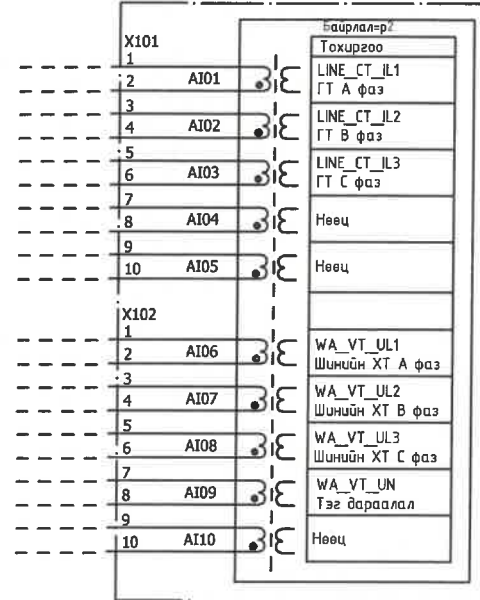 Байрлал=p2
X101
Тохиргоо
1
2 AI01
LINE_CT_IL1
ГТ А фаз
3
4 AI02
LINE_CT_IL2
ГТ В фаз
5
6 AI03
LINE_CT_IL3
ГТ С фаз
7
8 AI04
Нөөц
9
10 AI05
Нөөц
X102
1
2 AI06
WA_VT_UL1
Шинийн ХТ А фаз
3
4 AI07
WA_VT_UL2
Шинийн ХТ В фаз
5
6 AI08
WA_VT_UL3
Шинийн ХТ С фаз
7
8 AI09
WA_VT_UN
Тэг дараалал
9
10 AI10
Нөөц